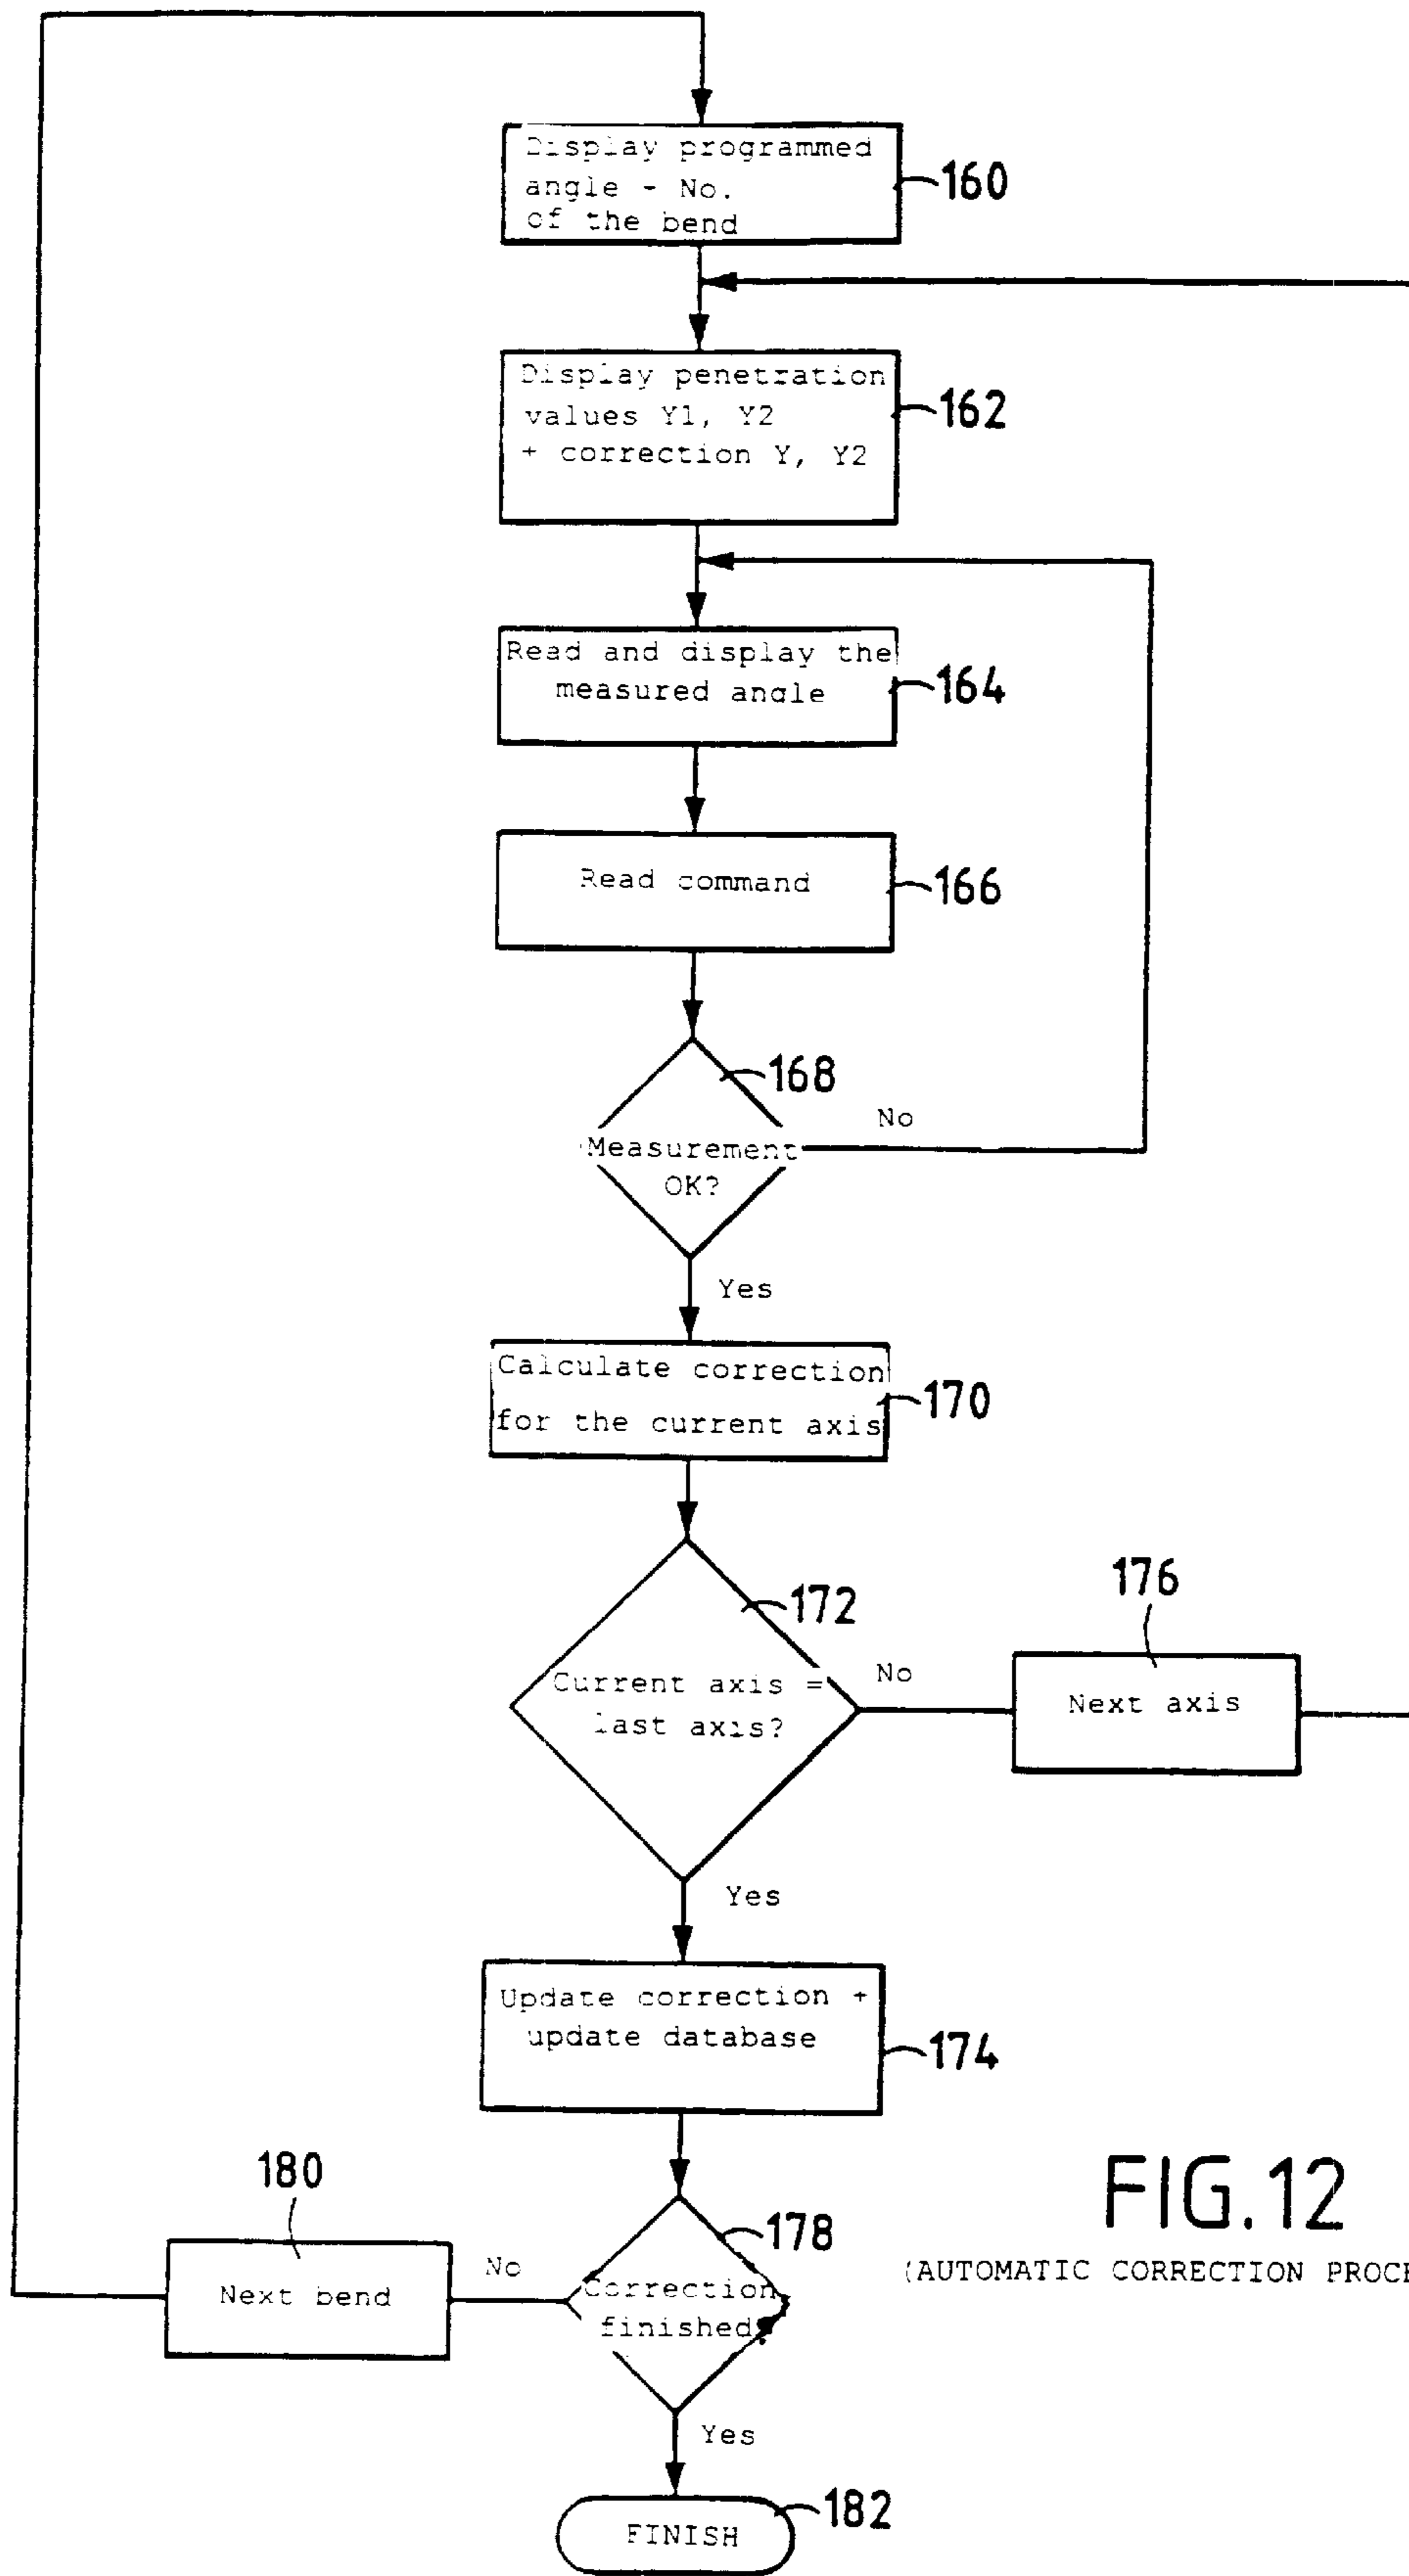 Display programmed
angle - No.
of the bend
160
Display penetration
values Y1, Y2
+ correction Y, Y2
162
Read and display the
measured angle
164
Read command
166
168
Measurement
OK?
No
Yes
Calculate correction
for the current axis
170
172
Current axis =
last axis?
No
176
Next axis
Yes
Update correction +
update database
174
180
Next bend
No
178
Correction
finished
Yes
FINISH
182
FIG.12
(AUTOMATIC CORRECTION PROCE